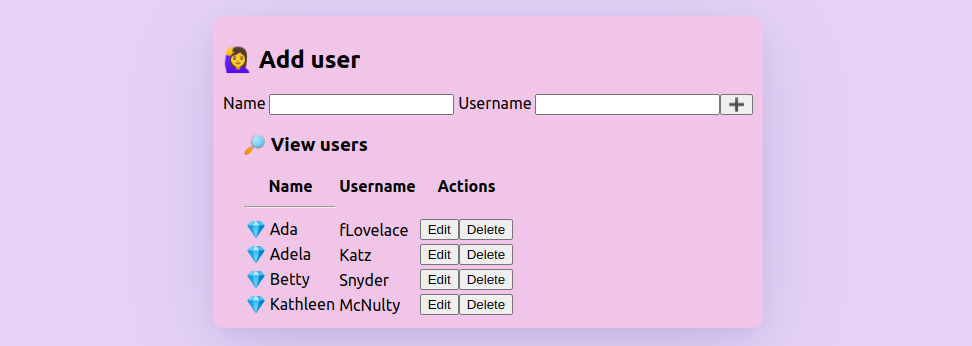 🙋‍♀️ Add user
Name Username ➕
🔎 View users
Name Username Actions
💎 Ada fLovelace Edit Delete
💎 Adela Katz Edit Delete
💎 Betty Snyder Edit Delete
💎 Kathleen McNulty Edit Delete